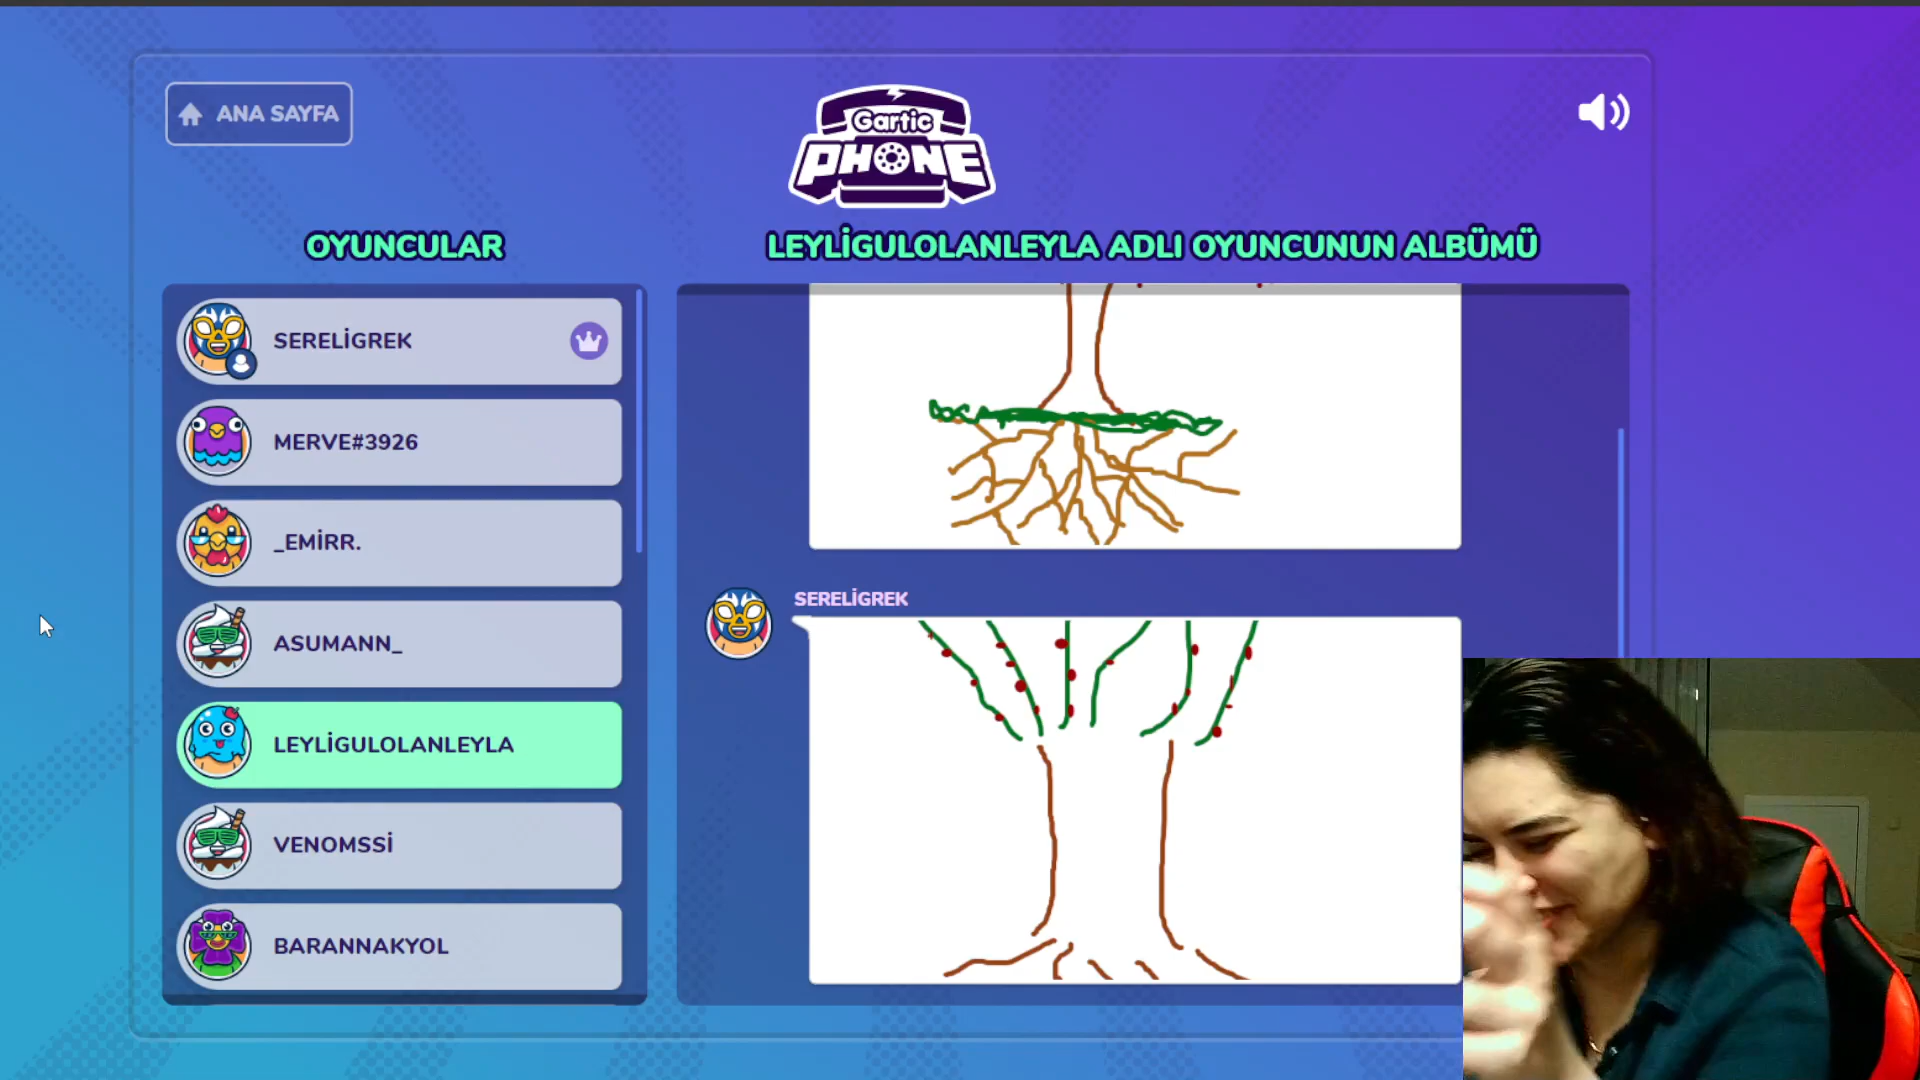 ANA SAYFA
Gartic
PHONE
OYUNCULAR
LEYLİGULOLANLEYLA ADLI OYUNCUNUN ALBÜMÜ
SERELİGREK
MERVE#3926
_EMİRR.
ASUMANN_
LEYLİGULOLANLEYLA
VENOMSSİ
BARANNAKYOL
SERELİGREK